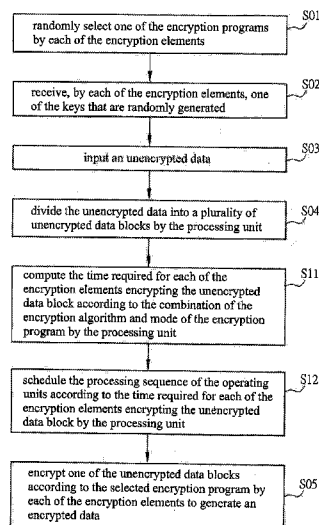 S01
randomly select one of the encryption programs
by each of the encryption elements
S02
receive, by each of the encryption elements, one
of the keys that are randomly generated
S03
input an unencrypted data
S04
divide the unencrypted data into a plurality of
unencrypted data blocks by the processing unit
S11
compute the time required for each of the
encryption elements encrypting the unencrypted
data block according to the combination of the
encryption algorithm and mode of the encryption
program by the processing unit
S12
schedule the processing sequence of the operating
units according to the time required for each of the
encryption elements encrypting the unencrypted
data block by the processing unit
S05
encrypt one of the unencrypted data blocks
according to the selected encryption program by
each of the encryption elements to generate an
encrypted data